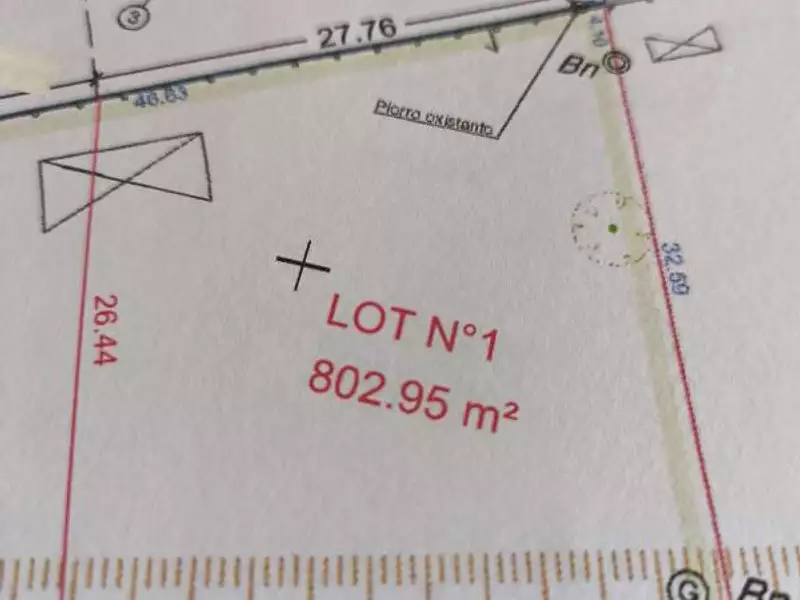 3
27.76
46.63
4.10
Bn
Pierre existante
32.59
26.44
LOT N°1
802.95 m²
G
Bn